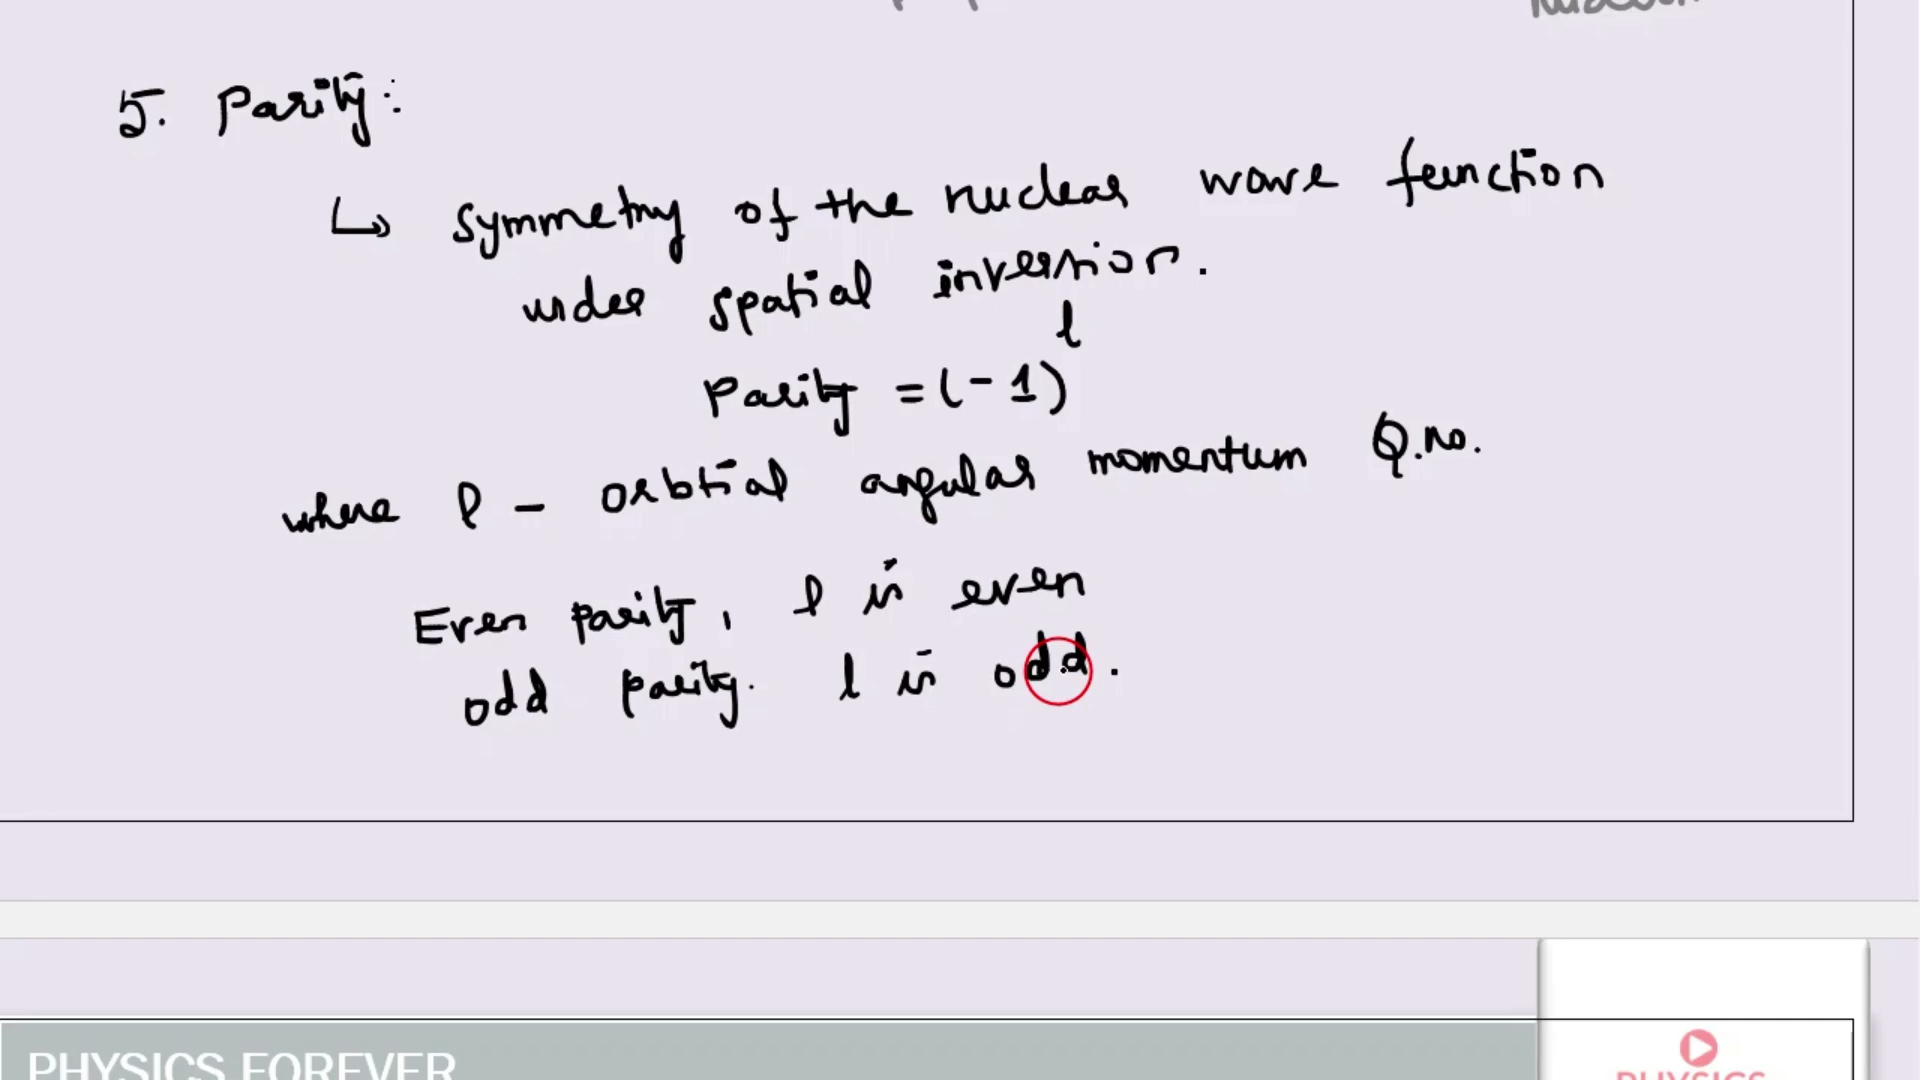 5. Parity:
↳ symmetry of the nuclear wave function
under spatial inversion.
Parity = (-1)^l
where l - orbital angular momentum Q.no.
Even parity, l is even
odd parity. l is odd.
PHYSICS FOREVER
PHYSICS